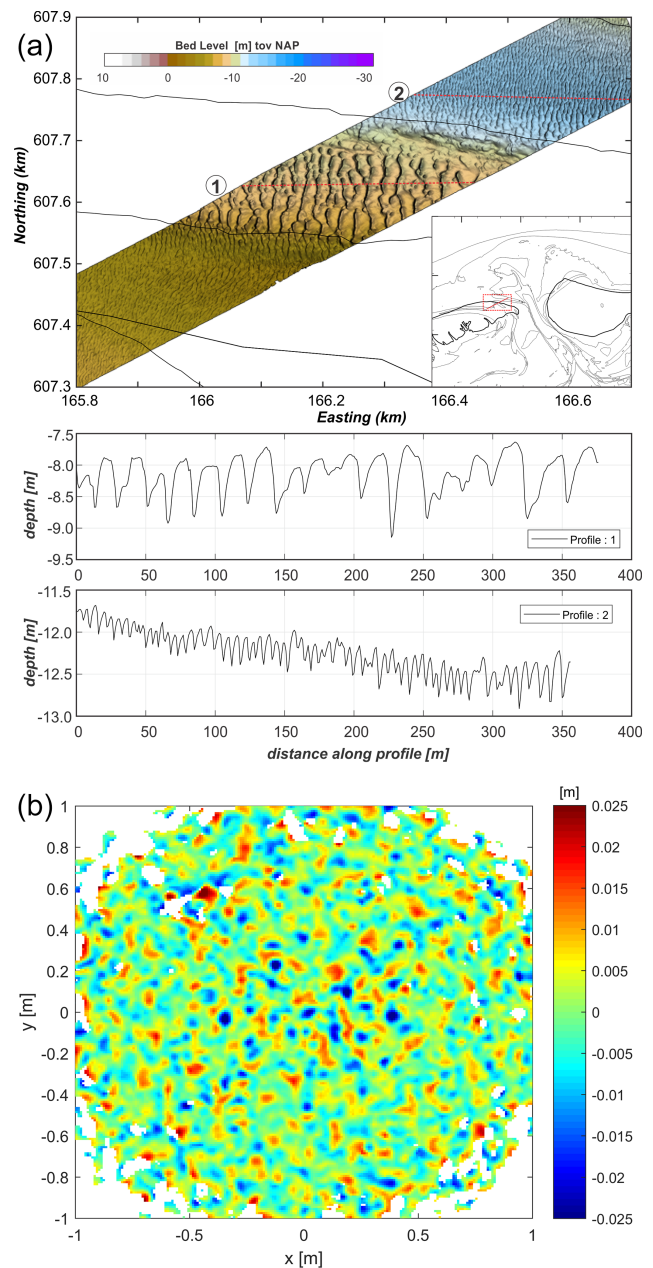 (a)
607.9
607.8
607.7
607.6
607.5
607.4
607.3
Northing (km)
Bed Level [m] tov NAP
10 0 -10 -20 -30
2
1
165.8 166 166.2 166.4 166.6
Easting (km)
-7.5
-8.0
-8.5
-9.0
-9.5
depth [m]
Profile : 1
0 50 100 150 200 250 300 350 400
-11.5
-12.0
-12.5
-13.0
depth [m]
Profile : 2
0 50 100 150 200 250 300 350 400
distance along profile [m]
(b)
1
0.8
0.6
0.4
0.2
0
-0.2
-0.4
-0.6
-0.8
-1
y [m]
-1 -0.5 0 0.5 1
x [m]
[m]
0.025
0.02
0.015
0.01
0.005
0
-0.005
-0.01
-0.015
-0.02
-0.025